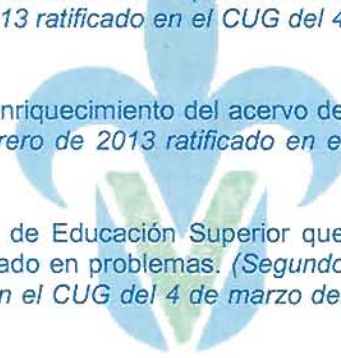 13 ratificado en el CUG del 4
nriquecimiento del acervo de
rero de 2013 ratificado en e
de Educación Superior que
ado en problemas. (Segundo
n el CUG del 4 de marzo de